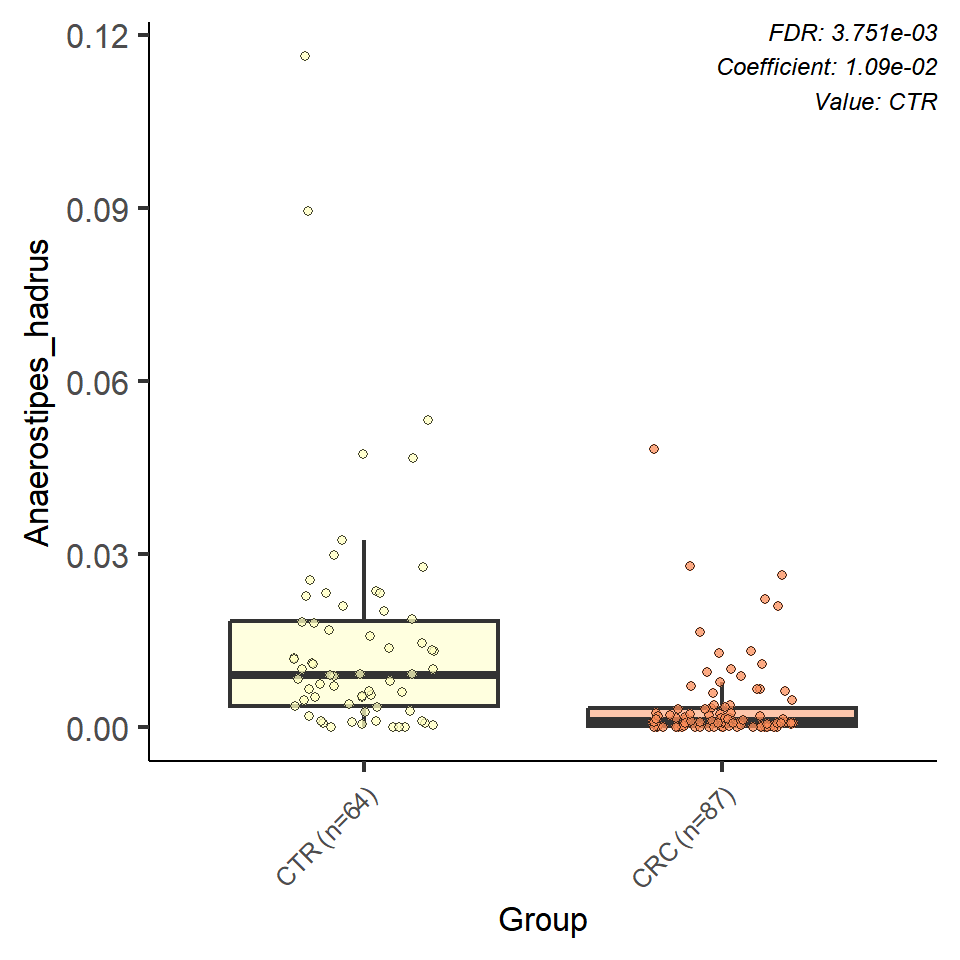 FDR: 3.751e-03
Coefficient: 1.09e-02
Value: CTR
0.12
0.09
0.06
0.03
0.00
Anaerostipes_hadrus
CTR (n=64)
CRC (n=87)
Group